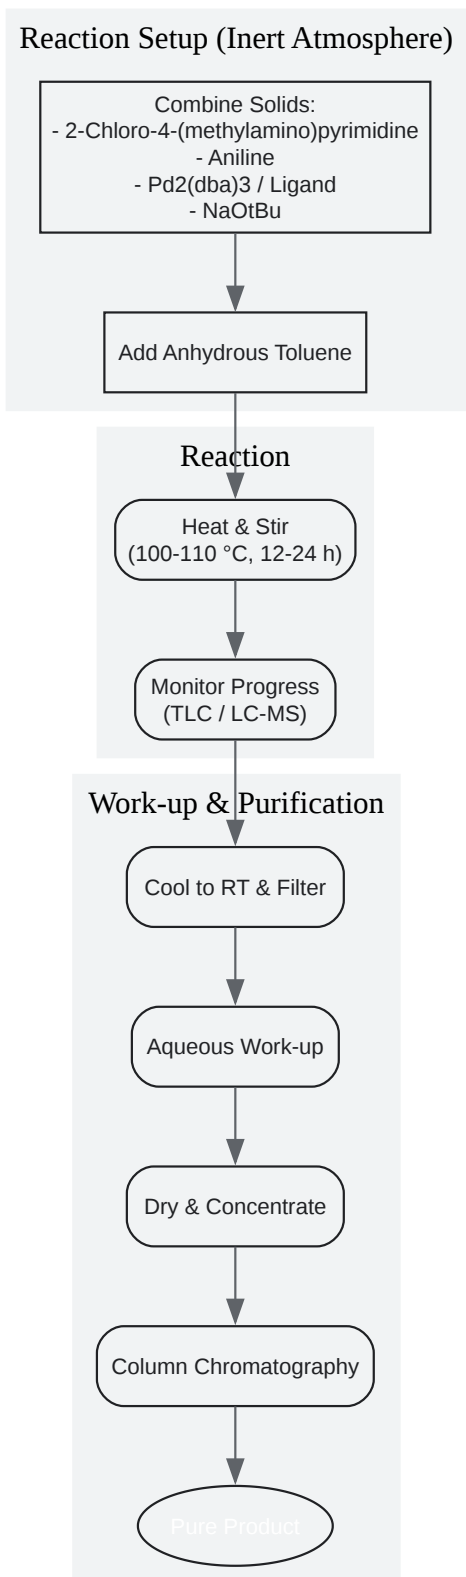 Reaction Setup (Inert Atmosphere)
Combine Solids:
- 2-Chloro-4-(methylamino)pyrimidine
- Aniline
- Pd2(dba)3 / Ligand
- NaOtBu
Add Anhydrous Toluene
Reaction
Heat & Stir
(100-110 °C, 12-24 h)
Monitor Progress
(TLC / LC-MS)
Work-up & Purification
Cool to RT & Filter
Aqueous Work-up
Dry & Concentrate
Column Chromatography
Pure Product